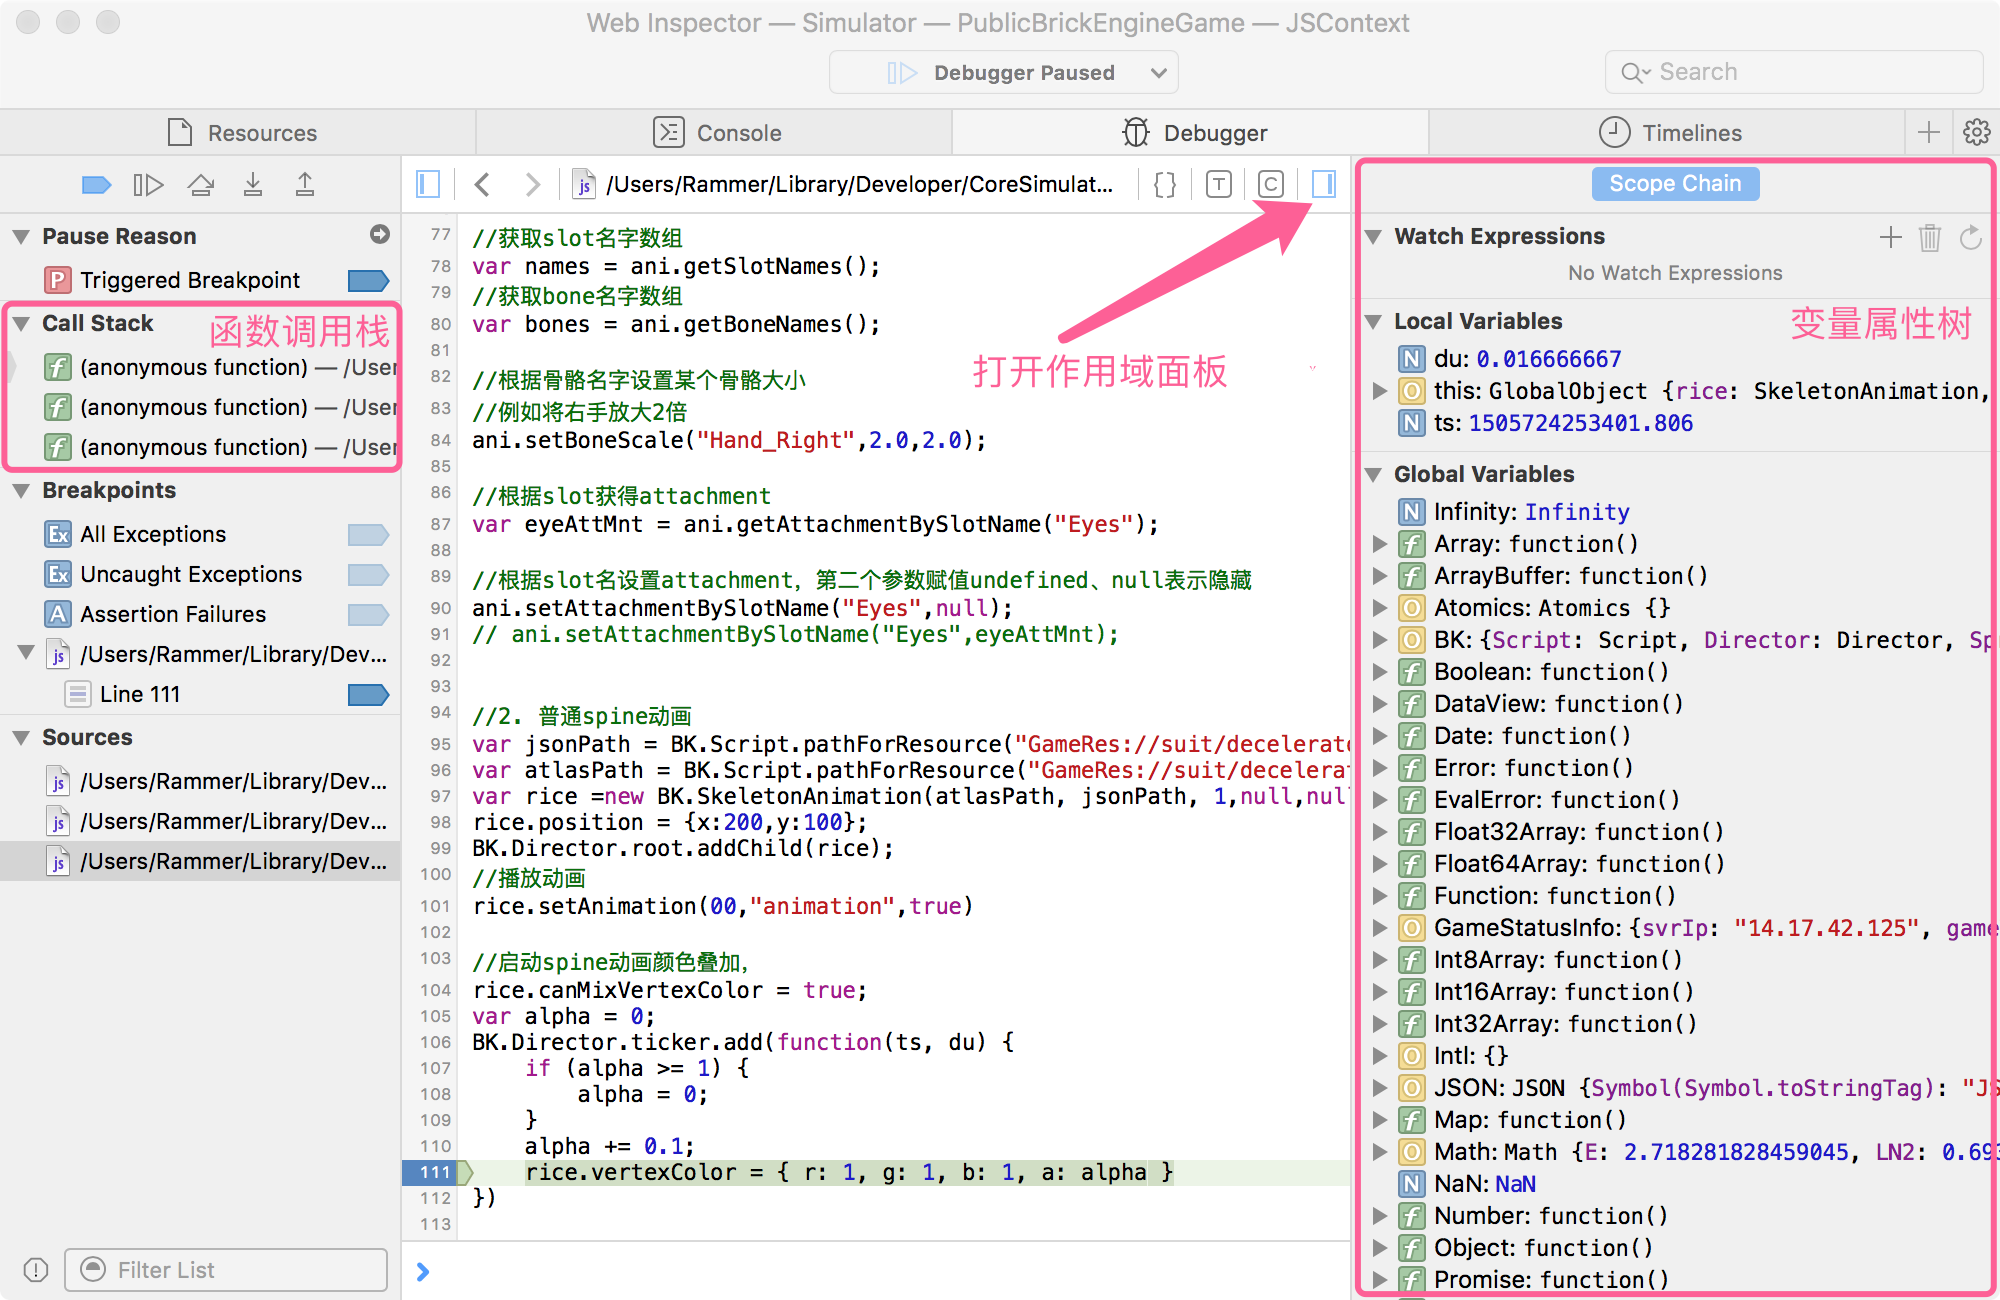 Web Inspector — Simulator — PublicBrickEngineGame — JSContext
Debugger Paused
Search
Resources
Console
Debugger
Timelines
/Users/Rammer/Library/Developer/CoreSimulat...
{}
T
C
Pause Reason
P Triggered Breakpoint
Call Stack
函数调用栈
f (anonymous function) — /User
f (anonymous function) — /User
f (anonymous function) — /User
Breakpoints
Ex All Exceptions
Ex Uncaught Exceptions
A Assertion Failures
js /Users/Rammer/Library/Dev...
Line 111
Sources
js /Users/Rammer/Library/Dev...
js /Users/Rammer/Library/Dev...
js /Users/Rammer/Library/Dev...
Filter List
77 //获取slot名字数组
78 var names = ani.getSlotNames();
79 //获取bone名字数组
80 var bones = ani.getBoneNames();
81
82 //根据骨骼名字设置某个骨骼大小
83 //例如将右手放大2倍
84 ani.setBoneScale("Hand_Right",2.0,2.0);
85
86 //根据slot获得attachment
87 var eyeAttMnt = ani.getAttachmentBySlotName("Eyes");
88
89 //根据slot名设置attachment，第二个参数赋值undefined、null表示隐藏
90 ani.setAttachmentBySlotName("Eyes",null);
91 // ani.setAttachmentBySlotName("Eyes",eyeAttMnt);
92
93
94 //2. 普通spine动画
95 var jsonPath = BK.Script.pathForResource("GameRes://suit/decelerato
96 var atlasPath = BK.Script.pathForResource("GameRes://suit/decelerat
97 var rice =new BK.SkeletonAnimation(atlasPath, jsonPath, 1,null,nul
98 rice.position = {x:200,y:100};
99 BK.Director.root.addChild(rice);
100 //播放动画
101 rice.setAnimation(00,"animation",true)
102
103 //启动spine动画颜色叠加，
104 rice.canMixVertexColor = true;
105 var alpha = 0;
106 BK.Director.ticker.add(function(ts, du) {
107 if (alpha >= 1) {
108 alpha = 0;
109 }
110 alpha += 0.1;
111 rice.vertexColor = { r: 1, g: 1, b: 1, a: alpha }
112 })
113
打开作用域面板
Scope Chain
Watch Expressions
No Watch Expressions
Local Variables
变量属性树
N du: 0.016666667
O this: GlobalObject {rice: SkeletonAnimation,
N ts: 1505724253401.806
Global Variables
N Infinity: Infinity
f Array: function()
f ArrayBuffer: function()
O Atomics: Atomics {}
O BK: {Script: Script, Director: Director, Sp
f Boolean: function()
f DataView: function()
f Date: function()
f Error: function()
f EvalError: function()
f Float32Array: function()
f Float64Array: function()
f Function: function()
O GameStatusInfo: {svrIp: "14.17.42.125", game
f Int8Array: function()
f Int16Array: function()
f Int32Array: function()
O Intl: {}
O JSON: JSON {Symbol(Symbol.toStringTag): "JS
f Map: function()
O Math: Math {E: 2.718281828459045, LN2: 0.693
N NaN: NaN
f Number: function()
f Object: function()
f Promise: function()